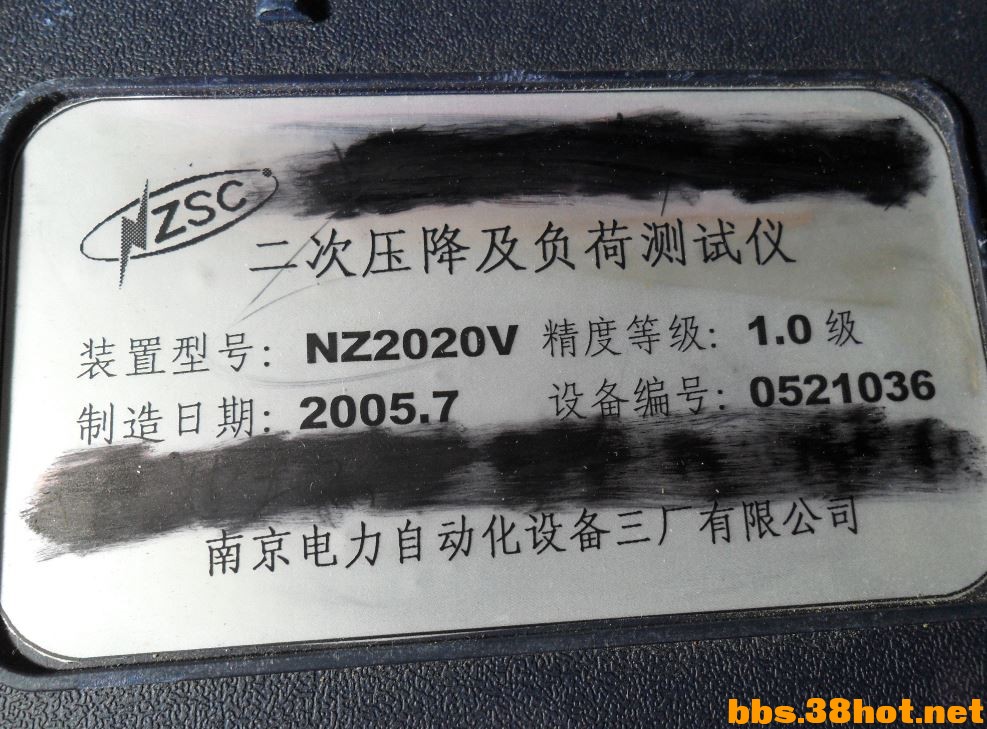 NZSC
二次压降及负荷测试仪
装置型号: NZ2020V 精度等级: 1.0 级
制造日期: 2005.7 设备编号: 0521036
南京电力自动化设备三厂有限公司
bbs.38hot.net